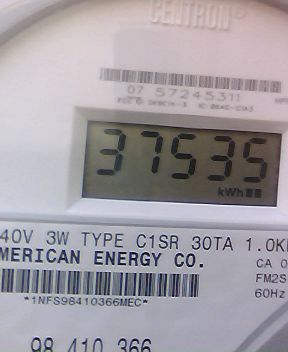 CENTRON®
07 57245311
37535
kWh
40V 3W TYPE C1SR 30TA 1.0K
MERICAN ENERGY CO.
CA 0
FM2S
60Hz
*1NFS98410366MEC*
98 410 366